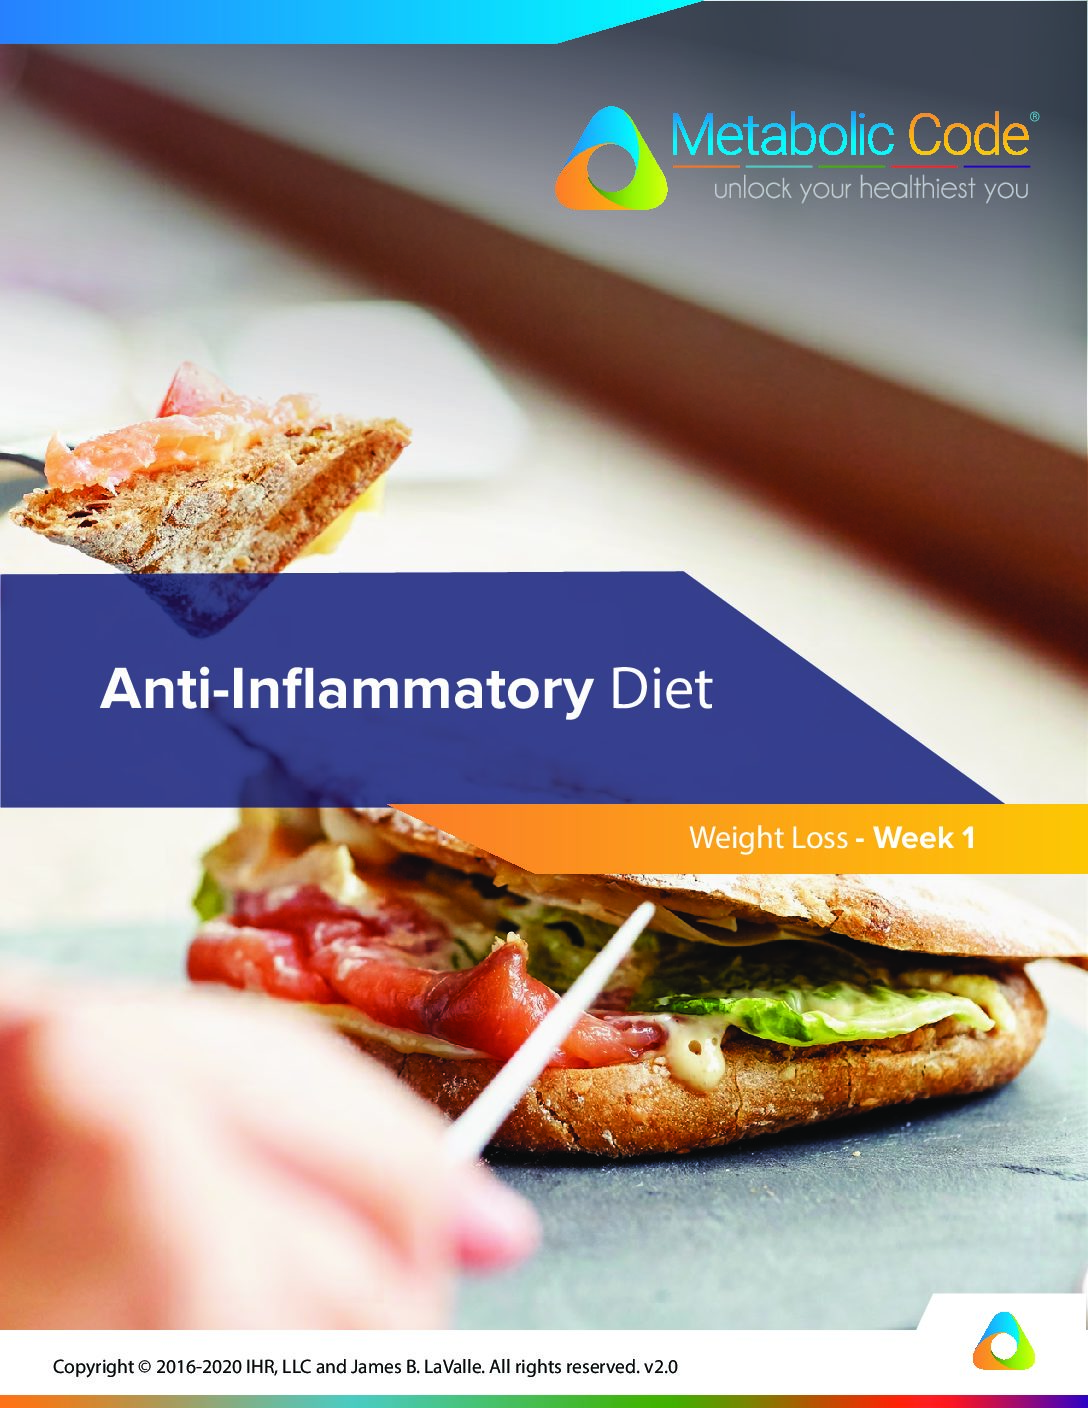 Metabolic Code®
unlock your healthiest you
Anti-Inflammatory Diet
Weight Loss - Week 1
Copyright © 2016-2020 IHR, LLC and James B. LaValle. All rights reserved. v2.0